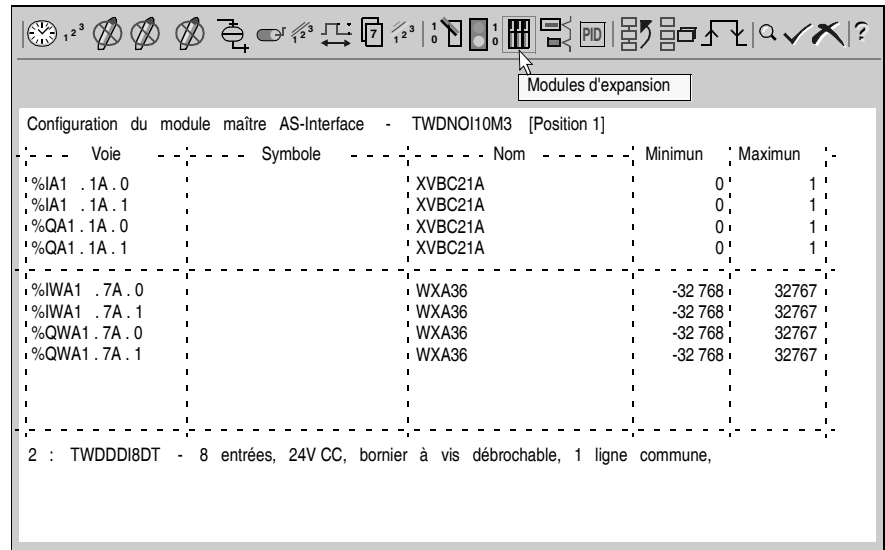 Modules d'expansion
Configuration du module maître AS-Interface - TWDNOI10M3 [Position 1]
Voie Symbole Nom Minimun Maximun
%IA1 .1A.0 XVBC21A 0 1
%IA1 .1A.1 XVBC21A 0 1
%QA1.1A.0 XVBC21A 0 1
%QA1.1A.1 XVBC21A 0 1
%IWA1 .7A.0 WXA36 -32 768 32767
%IWA1 .7A.1 WXA36 -32 768 32767
%QWA1.7A.0 WXA36 -32 768 32767
%QWA1.7A.1 WXA36 -32 768 32767
2 : TWDDDI8DT - 8 entrées, 24V CC, bornier à vis débrochable, 1 ligne commune,